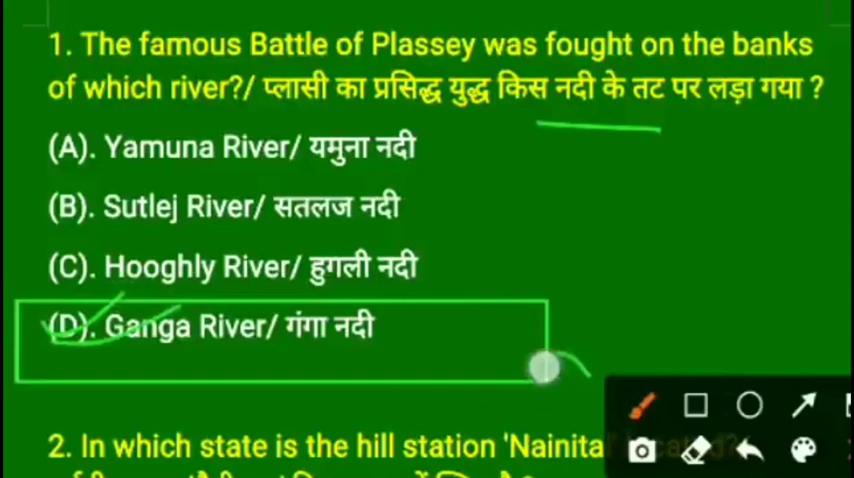 1. The famous Battle of Plassey was fought on the banks
of which river?/ प्लासी का प्रसिद्ध युद्ध किस नदी के तट पर लड़ा गया ?
(A). Yamuna River/ यमुना नदी
(B). Sutlej River/ सतलज नदी
(C). Hooghly River/ हुगली नदी
(D). Ganga River/ गंगा नदी
2. In which state is the hill station 'Nainital' located?/